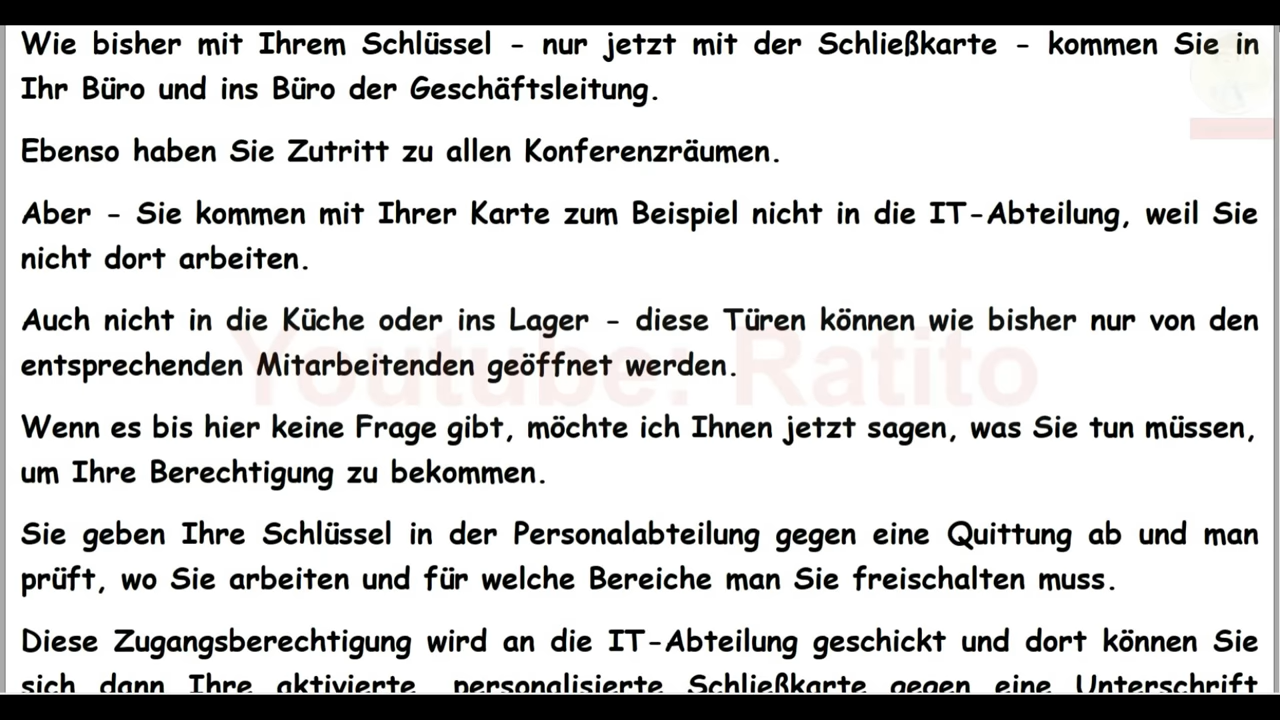 Wie bisher mit Ihrem Schlüssel - nur jetzt mit der Schließkarte - kommen Sie in
Ihr Büro und ins Büro der Geschäftsleitung.
Ebenso haben Sie Zutritt zu allen Konferenzräumen.
Aber - Sie kommen mit Ihrer Karte zum Beispiel nicht in die IT-Abteilung, weil Sie
nicht dort arbeiten.
Auch nicht in die Küche oder ins Lager - diese Türen können wie bisher nur von den
entsprechenden Mitarbeitenden geöffnet werden.
Youtube: Ratito
Wenn es bis hier keine Frage gibt, möchte ich Ihnen jetzt sagen, was Sie tun müssen,
um Ihre Berechtigung zu bekommen.
Sie geben Ihre Schlüssel in der Personalabteilung gegen eine Quittung ab und man
prüft, wo Sie arbeiten und für welche Bereiche man Sie freischalten muss.
Diese Zugangsberechtigung wird an die IT-Abteilung geschickt und dort können Sie
sich dann Ihre aktivierte personalisierte Schließkarte gegen eine Unterschrift